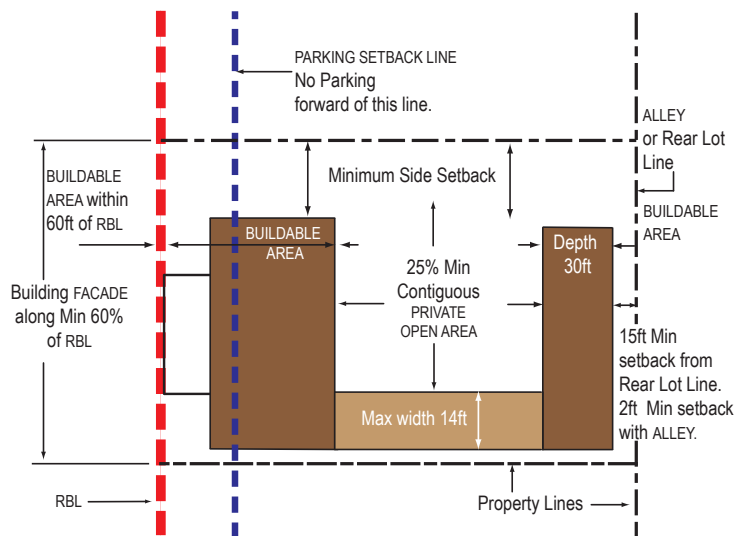 PARKING SETBACK LINE
No Parking
forward of this line.
ALLEY
or Rear Lot
Line
BUILDABLE
AREA within
60ft of RBL
Minimum Side Setback
BUILDABLE
AREA
BUILDABLE
AREA
Depth
30ft
25% Min
Contiguous
PRIVATE
OPEN AREA
Building FACADE
along Min 60%
of RBL
15ft Min
setback from
Rear Lot Line.
2ft Min setback
with ALLEY.
Max width 14ft
RBL
Property Lines